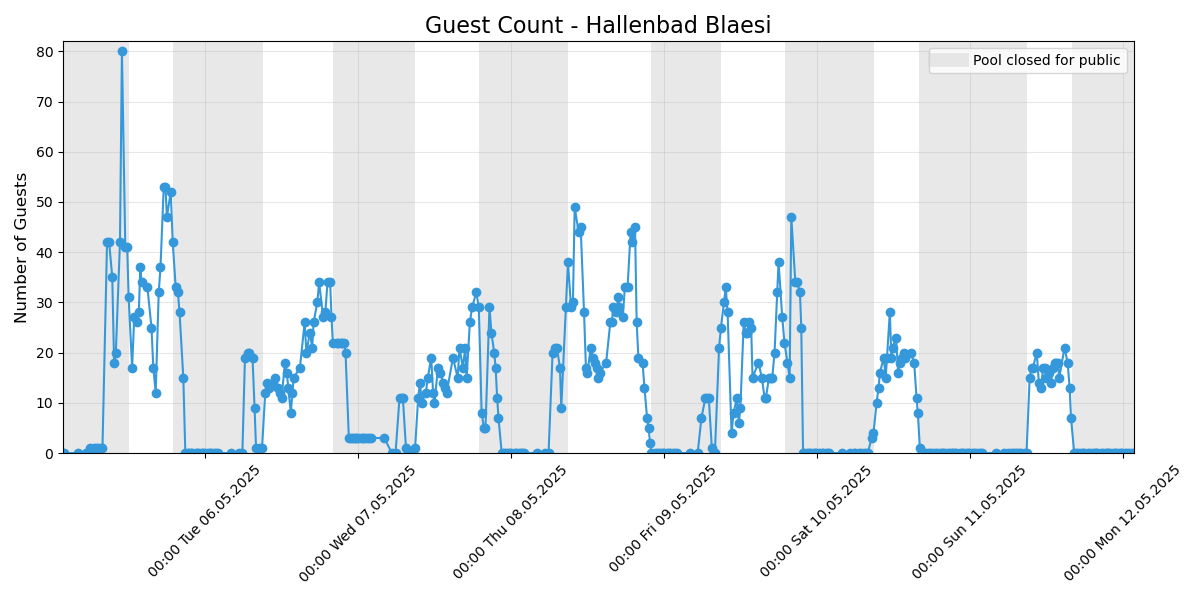 Guest Count - Hallenbad Blaesi
Pool closed for public
Number of Guests
80
70
60
50
40
30
20
10
0
00:00 Tue 06.05.2025
00:00 Wed 07.05.2025
00:00 Thu 08.05.2025
00:00 Fri 09.05.2025
00:00 Sat 10.05.2025
00:00 Sun 11.05.2025
00:00 Mon 12.05.2025